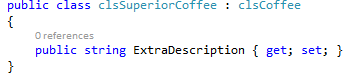 public class clsSuperiorCoffee : clsCoffee
{
0 references
public string ExtraDescription { get; set; }
}